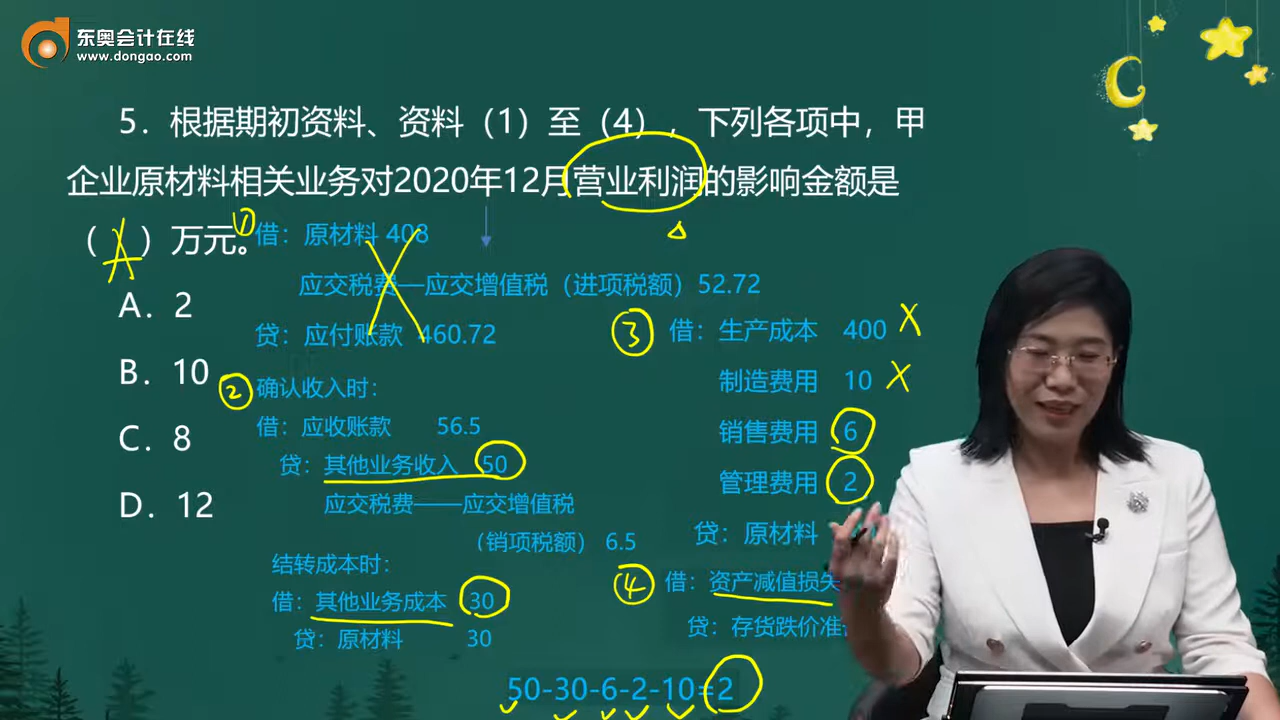 东奥会计在线
www.dongao.com
5．根据期初资料、资料（1）至（4），下列各项中，甲
企业原材料相关业务对2020年12月营业利润的影响金额是
（ A ）万元。
A．2
B．10
C．8
D．12
① 借：原材料 408
应交税费—应交增值税（进项税额）52.72
贷：应付账款 460.72
② 确认收入时：
借：应收账款 56.5
贷：其他业务收入 50
应交税费——应交增值税
（销项税额） 6.5
结转成本时：
借：其他业务成本 30
贷：原材料 30
③ 借：生产成本 400
制造费用 10
销售费用 6
管理费用 2
贷：原材料
④ 借：资产减值损失
贷：存货跌价准
50-30-6-2-10=2